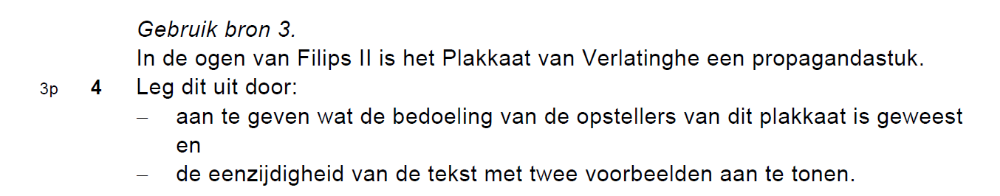 Gebruik bron 3.
In de ogen van Filips II is het Plakkaat van Verlatinghe een propagandastuk.
3p 4 Leg dit uit door:
− aan te geven wat de bedoeling van de opstellers van dit plakkaat is geweest
en
− de eenzijdigheid van de tekst met twee voorbeelden aan te tonen.